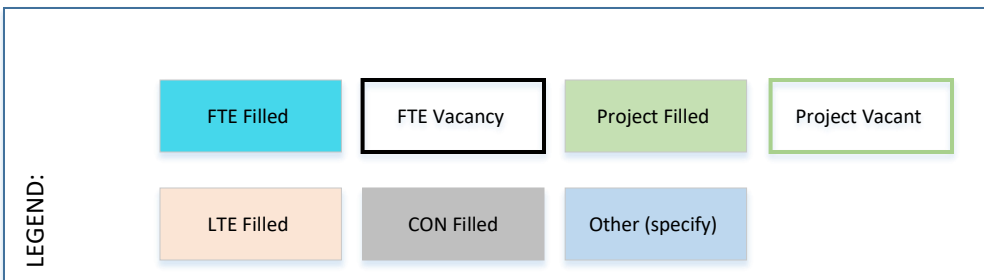 LEGEND:
FTE Filled
FTE Vacancy
Project Filled
Project Vacant
LTE Filled
CON Filled
Other (specify)